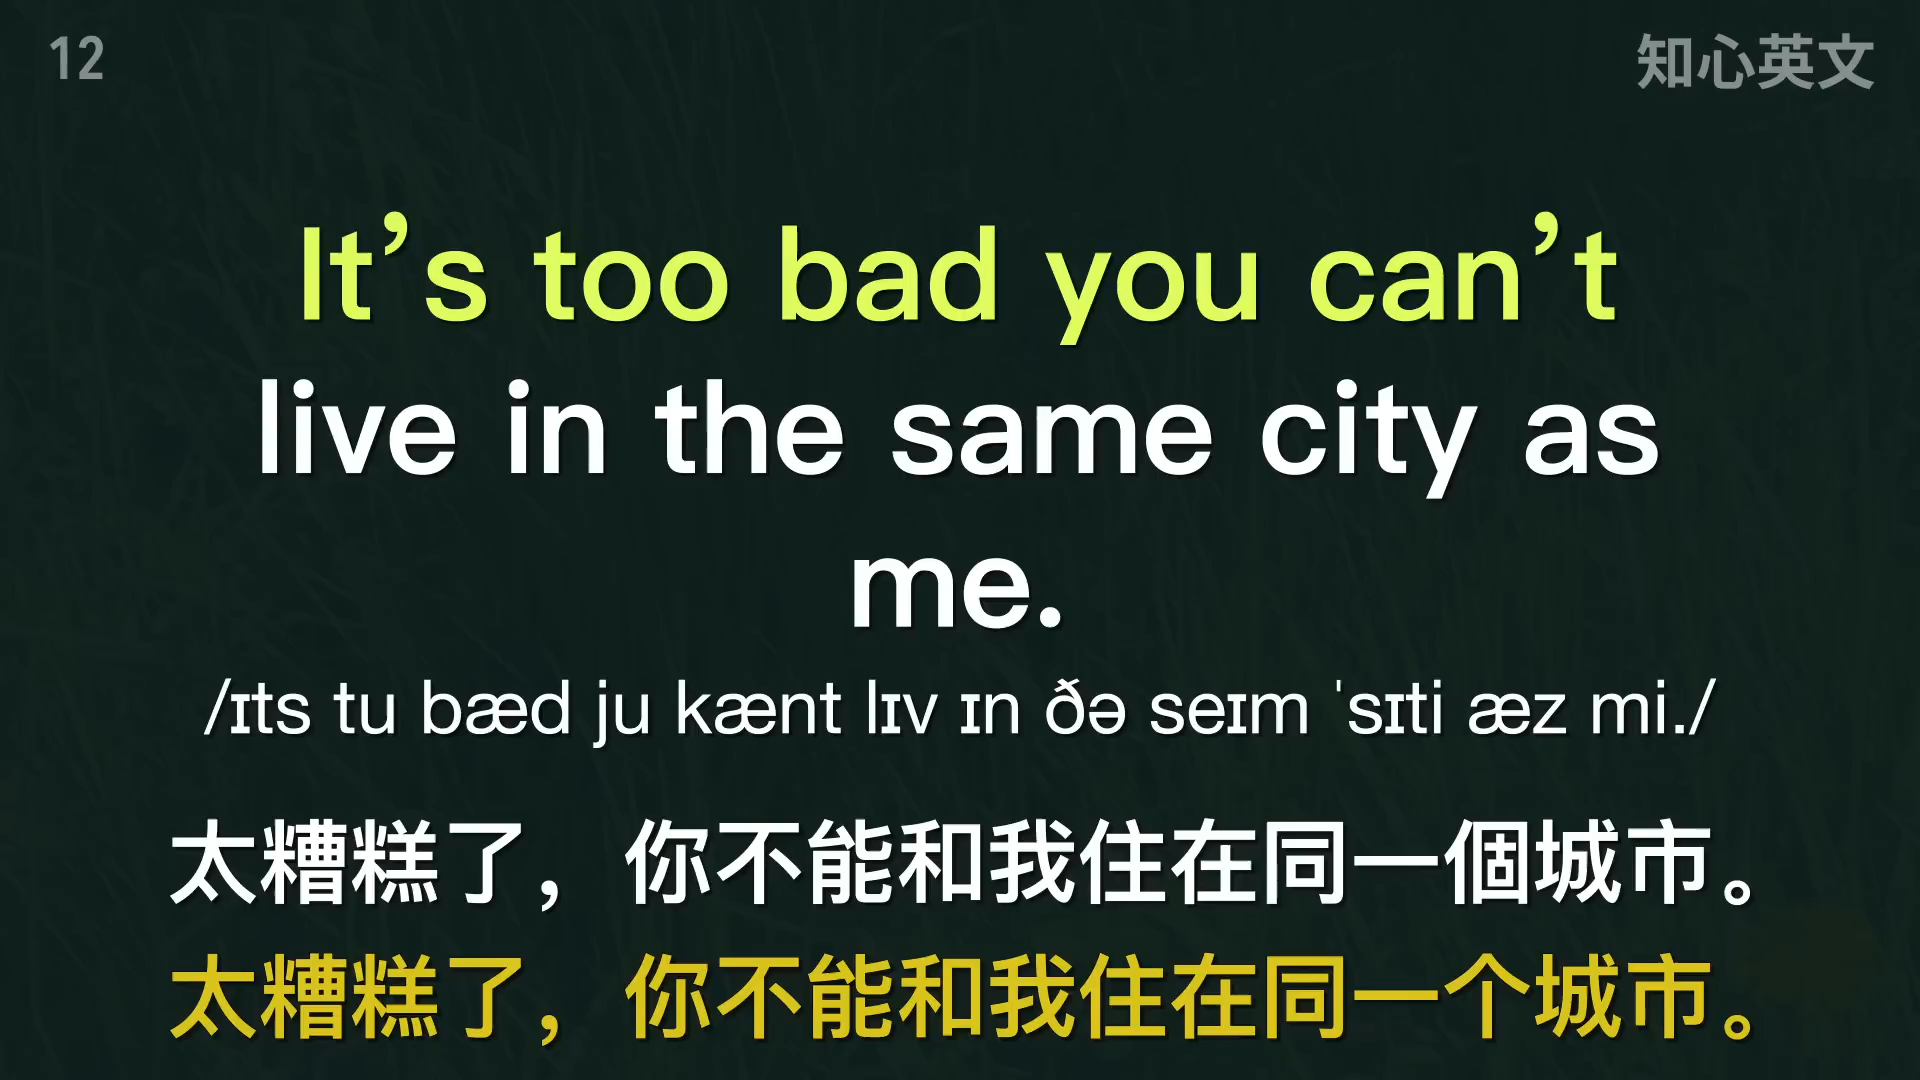 12
知心英文
It’s too bad you can’t
live in the same city as
me.
/ɪts tu bæd ju kænt lɪv ɪn ðə seɪm ˈsɪti æz mi./
太糟糕了，你不能和我住在同一個城市。
太糟糕了，你不能和我住在同一个城市。